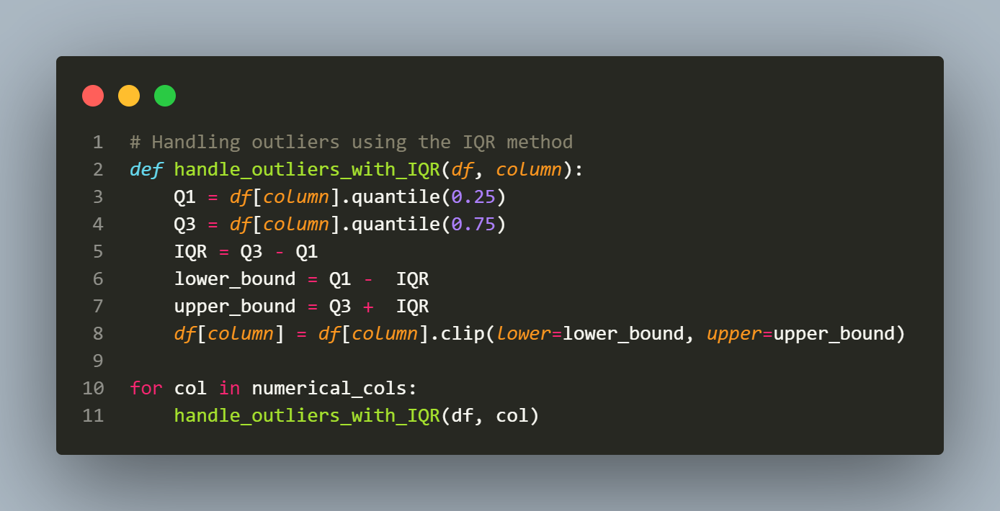 1 # Handling outliers using the IQR method
2 def handle_outliers_with_IQR(df, column):
3     Q1 = df[column].quantile(0.25)
4     Q3 = df[column].quantile(0.75)
5     IQR = Q3 - Q1
6     lower_bound = Q1 -  IQR
7     upper_bound = Q3 +  IQR
8     df[column] = df[column].clip(lower=lower_bound, upper=upper_bound)
9
10 for col in numerical_cols:
11     handle_outliers_with_IQR(df, col)